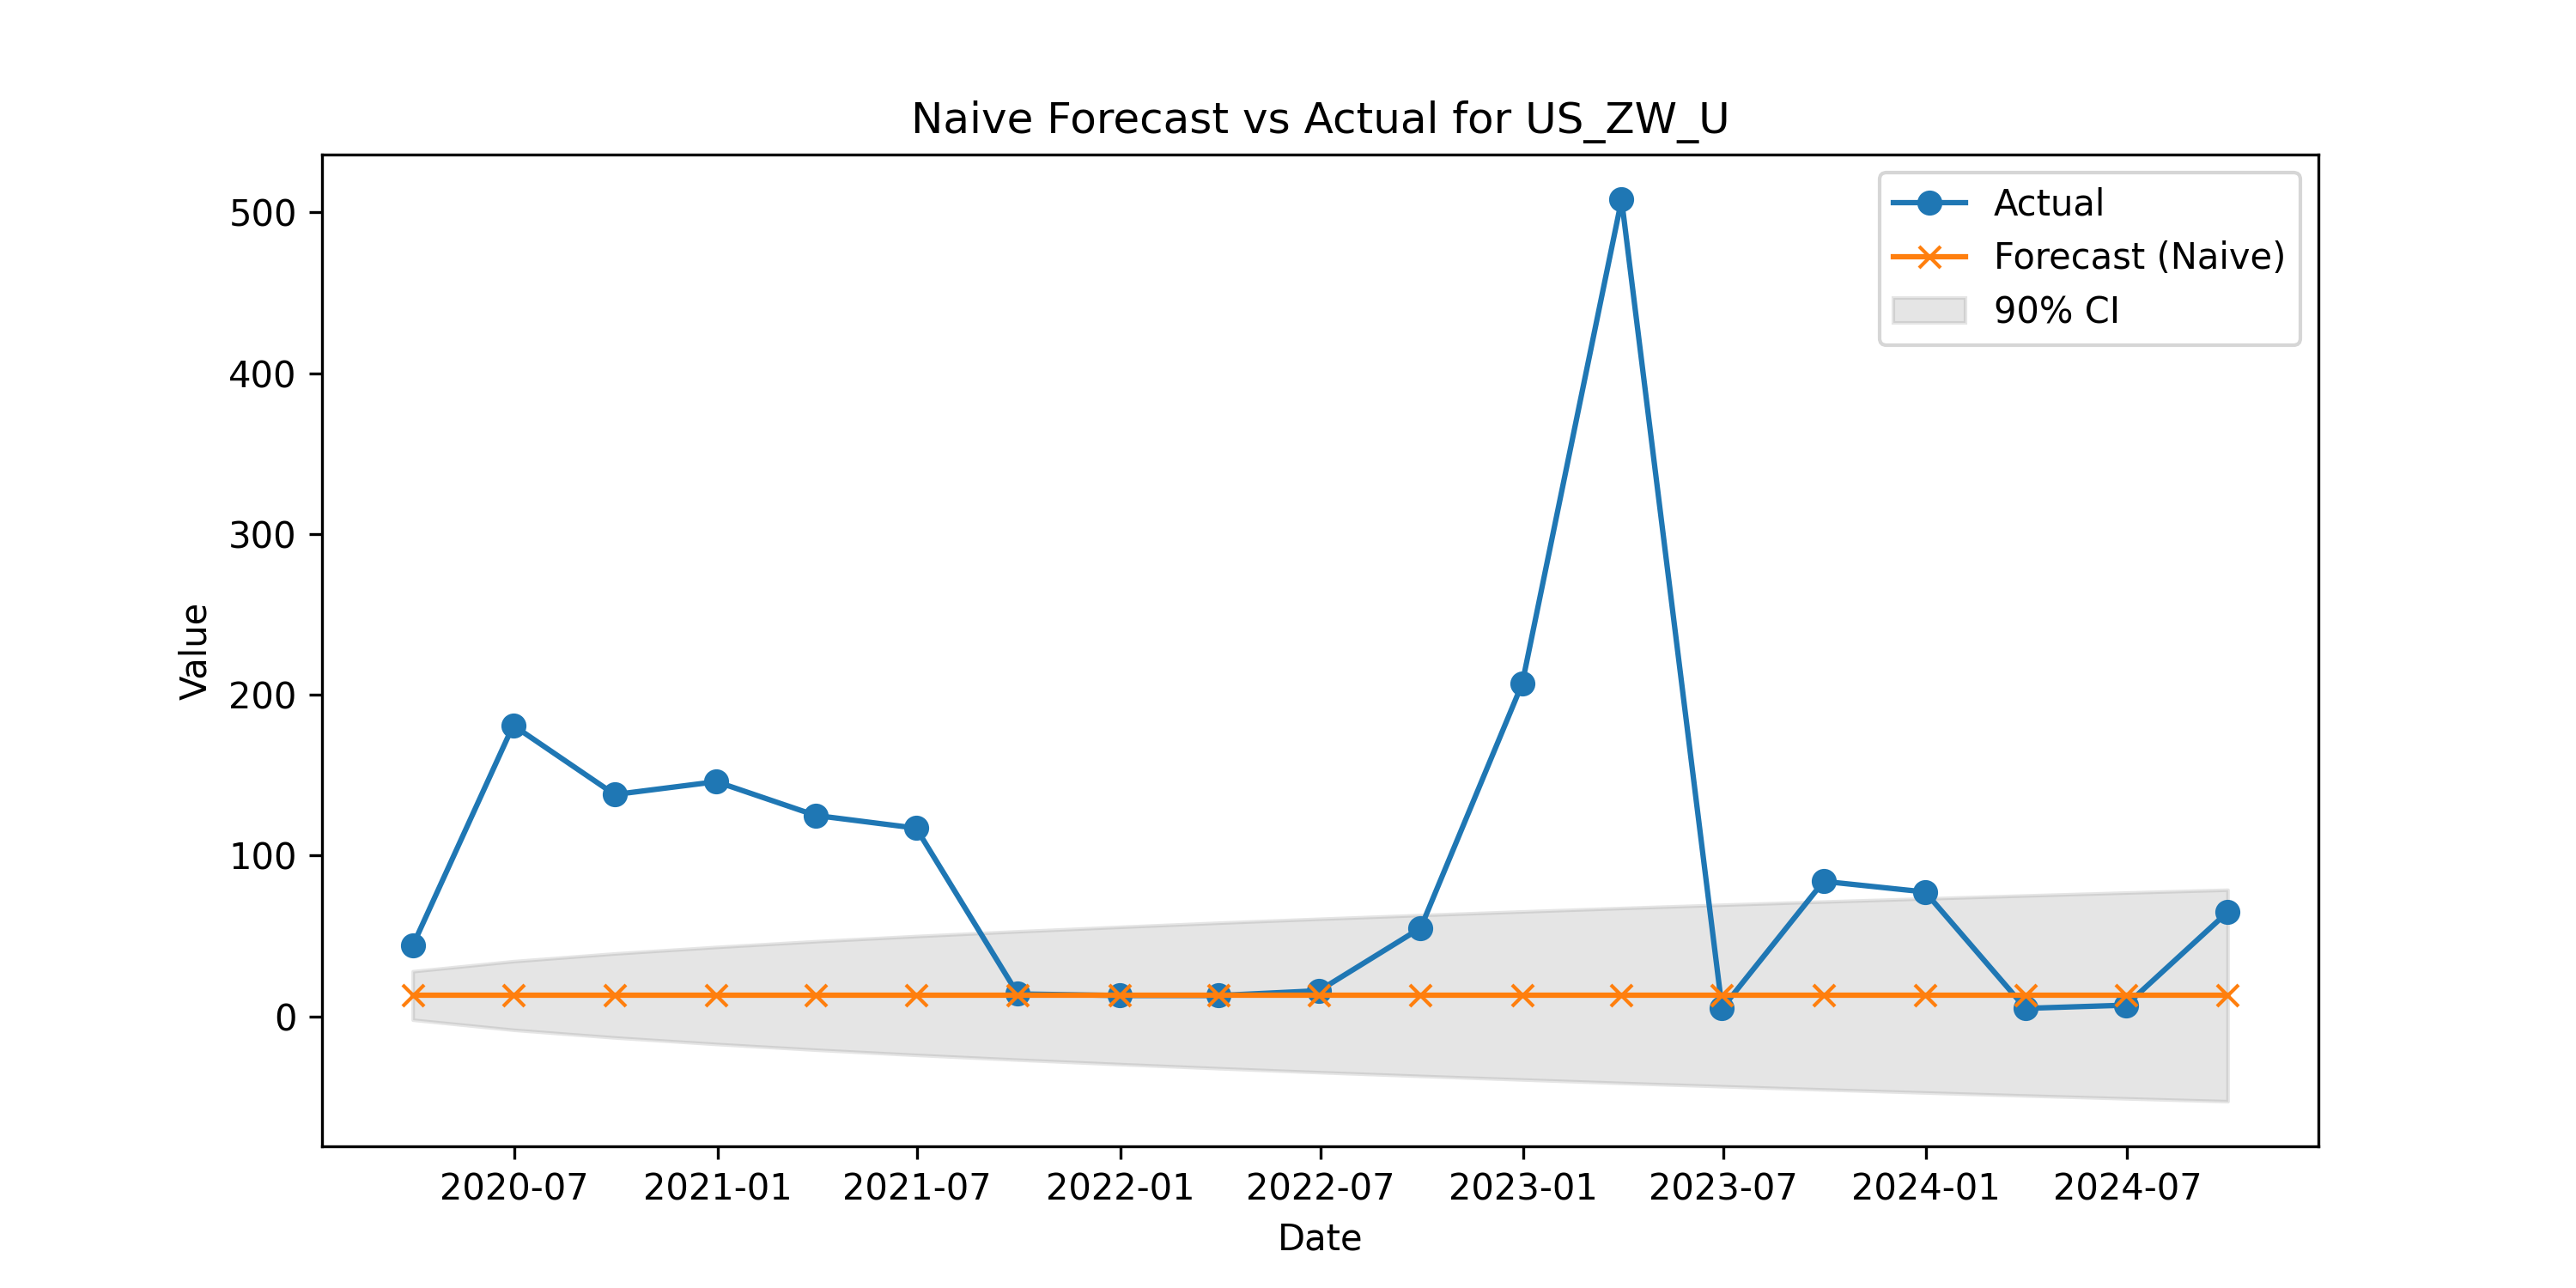 Naive Forecast vs Actual for US_ZW_U
Actual
Forecast (Naive)
90% CI
500
400
300
200
100
0
Value
2020-07 2021-01 2021-07 2022-01 2022-07 2023-01 2023-07 2024-01 2024-07
Date